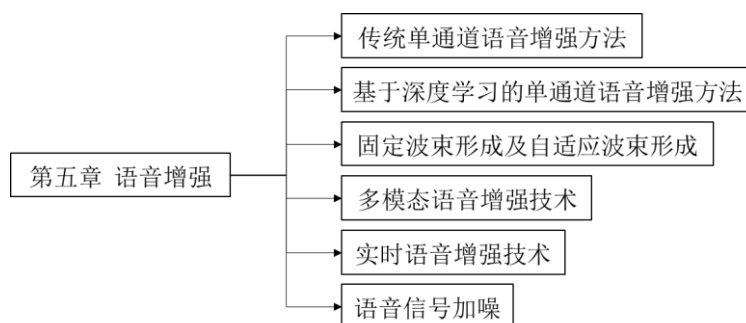 传统单通道语音增强方法
基于深度学习的单通道语音增强方法
固定波束形成及自适应波束形成
第五章 语音增强
多模态语音增强技术
实时语音增强技术
语音信号加噪